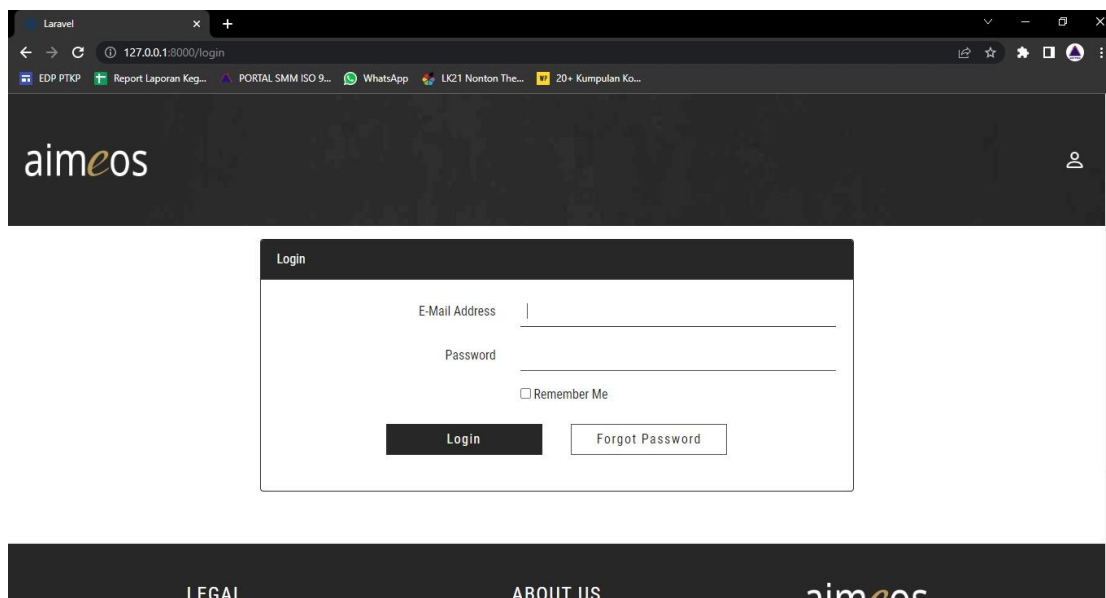 Laravel
127.0.0.1:8000/login
EDP PTKP Report Laporan Keg... PORTAL SMM ISO 9... WhatsApp LK21 Nonton The... 20+ Kumpulan Ko...
aimeos
Login
E-Mail Address
Password
Remember Me
Login Forgot Password
LEGAL ABOUT US aimeos